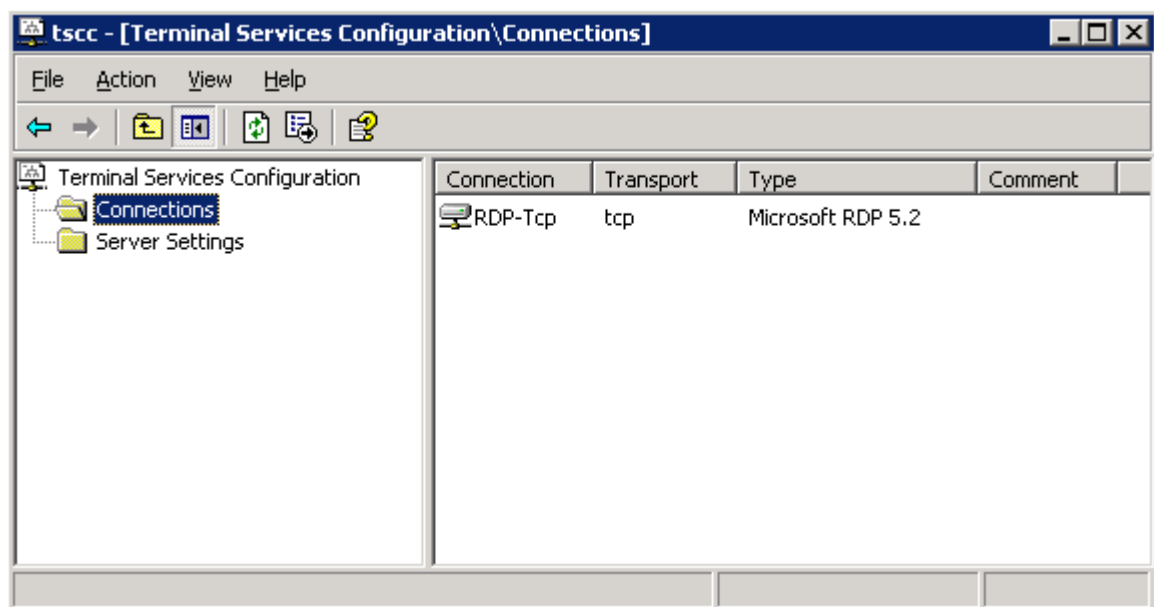 tscc - [Terminal Services Configuration\Connections]
File Action View Help
Terminal Services Configuration
Connections
Server Settings
Connection Transport Type Comment
RDP-Tcp tcp Microsoft RDP 5.2